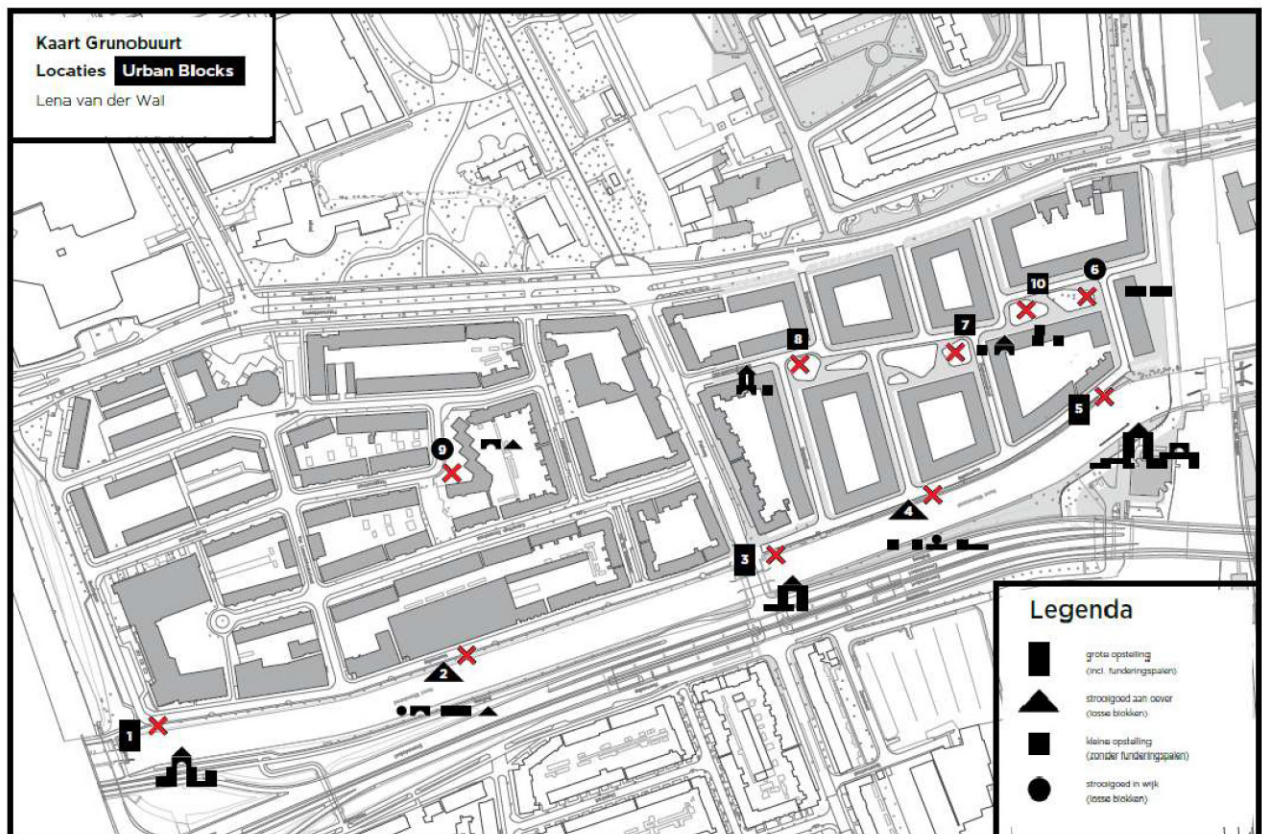 Kaart Grunobuurt
Locaties Urban Blocks
Lena van der Wal
10
6
7
8
5
9
4
3
2
1
Legenda
grote opstelling
(incl. funderingspalen)
strooigoed aan oever
(losse blokken)
kleine opstelling
(zonder funderingspalen)
strooigoed in wijk
(losse blokken)